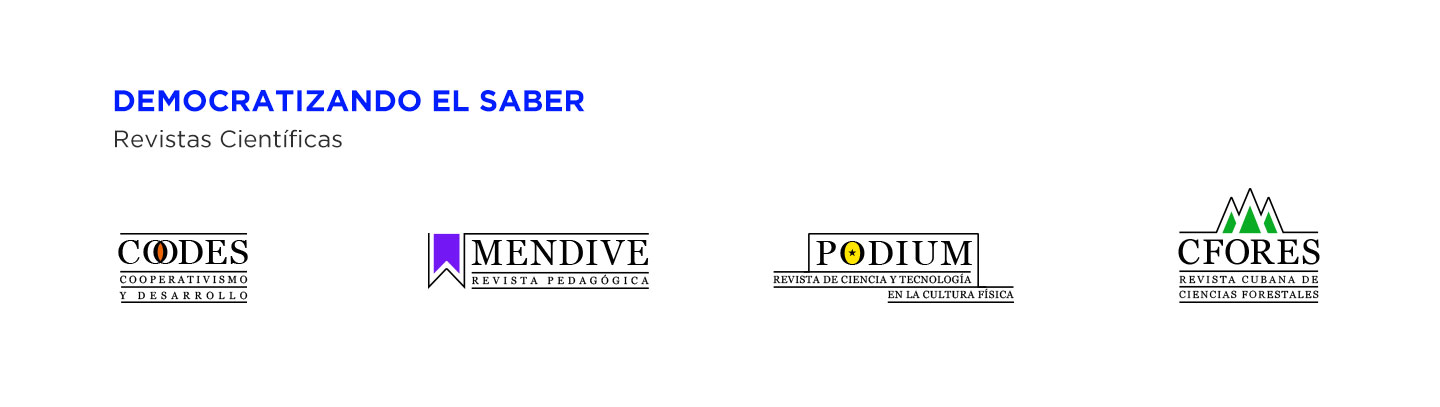 DEMOCRATIZANDO EL SABER
Revistas Científicas
COODES
COOPERATIVISMO
Y DESARROLLO
MENDIVE
REVISTA PEDAGÓGICA
PODIUM
REVISTA DE CIENCIA Y TECNOLOGÍA
EN LA CULTURA FÍSICA
CFORES
REVISTA CUBANA DE
CIENCIAS FORESTALES